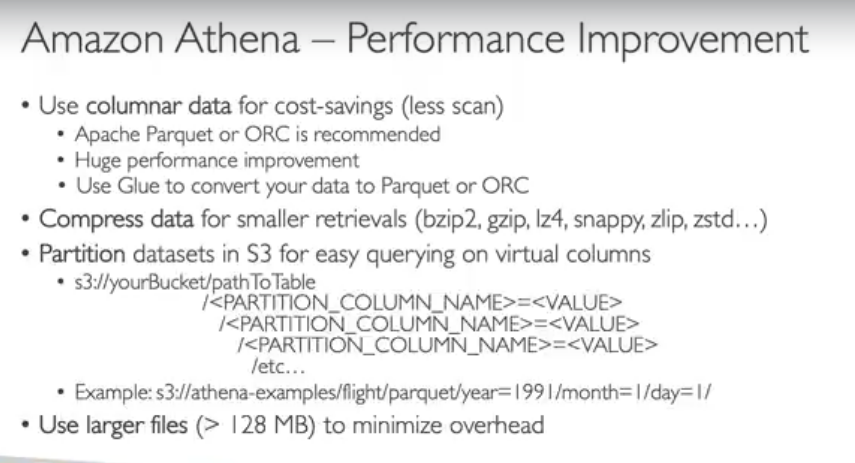 Amazon Athena – Performance Improvement
• Use columnar data for cost-savings (less scan)
• Apache Parquet or ORC is recommended
• Huge performance improvement
• Use Glue to convert your data to Parquet or ORC
• Compress data for smaller retrievals (bzip2, gzip, lz4, snappy, zlip, zstd…)
• Partition datasets in S3 for easy querying on virtual columns
• s3://yourBucket/pathToTable
/<PARTITION_COLUMN_NAME>=<VALUE>
/<PARTITION_COLUMN_NAME>=<VALUE>
/<PARTITION_COLUMN_NAME>=<VALUE>
/etc…
• Example: s3://athena-examples/flight/parquet/year=1991/month=1/day=1/
• Use larger files (> 128 MB) to minimize overhead